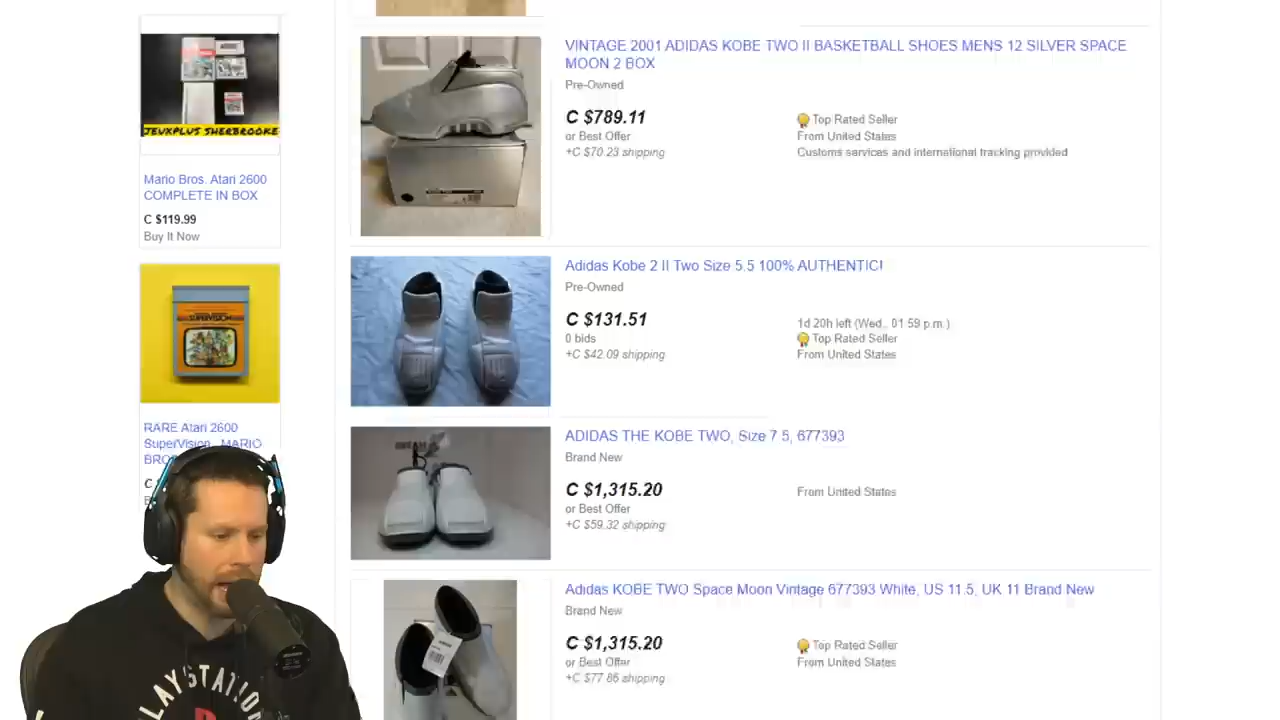 JEUXPLUS SHERBROOKE
Mario Bros. Atari 2600
COMPLETE IN BOX
C $119.99
Buy It Now
SUPERVISION
RARE Atari 2600
SuperVision MARIO
VINTAGE 2001 ADIDAS KOBE TWO II BASKETBALL SHOES MENS 12 SILVER SPACE
MOON 2 BOX
Pre-Owned
C $789.11
or Best Offer
+C $70.23 shipping
Top Rated Seller
From United States
Customs services and international tracking provided
Adidas Kobe 2 II Two Size 5.5 100% AUTHENTIC!
Pre-Owned
C $131.51
0 bids
+C $42.09 shipping
1d 20h left (Wed., 01:59 p.m.)
Top Rated Seller
From United States
ADIDAS THE KOBE TWO, Size 7 5, 677393
Brand New
C $1,315.20
or Best Offer
+C $59.32 shipping
From United States
Adidas KOBE TWO Space Moon Vintage 677393 White, US 11.5, UK 11 Brand New
Brand New
C $1,315.20
or Best Offer
+C $77.86 shipping
Top Rated Seller
From United States
PLAYSTATION